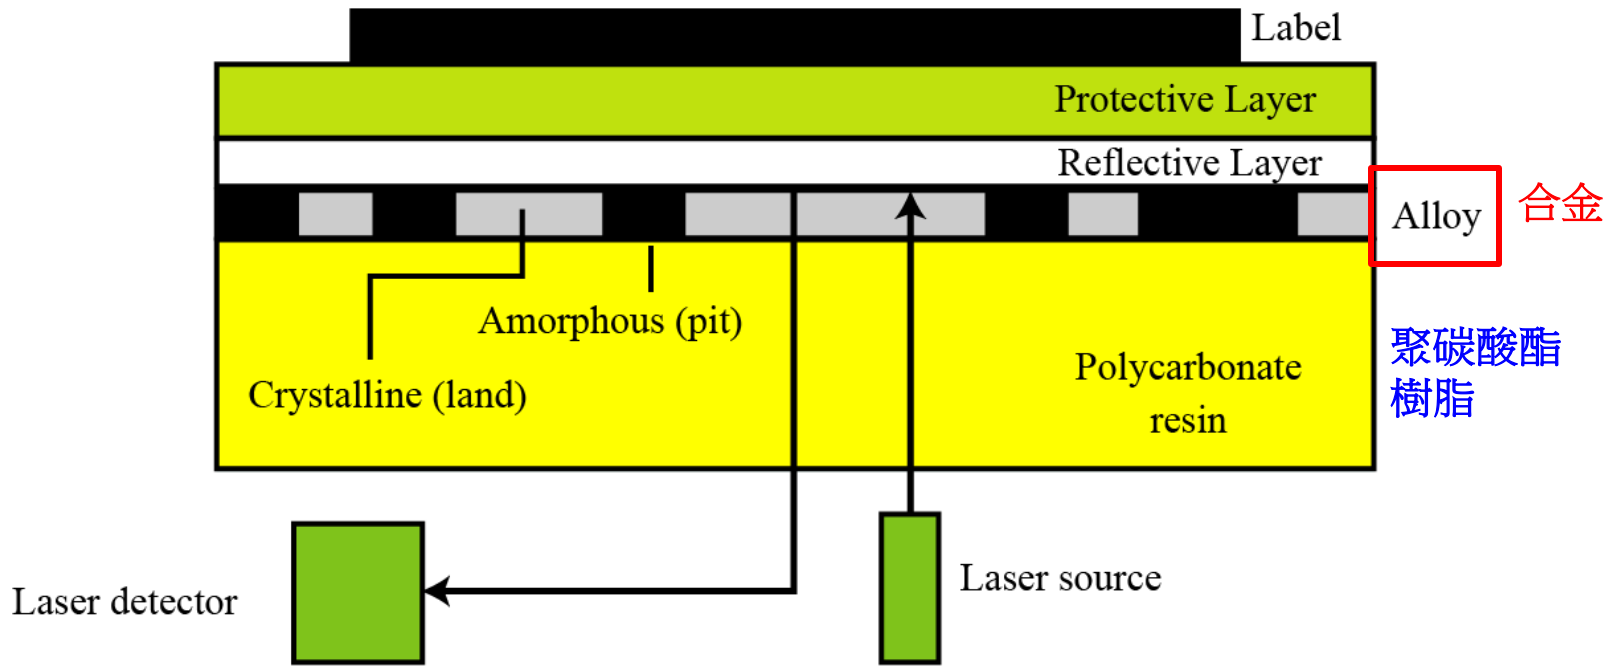 Label
Protective Layer
Reflective Layer
Alloy
合金
Amorphous (pit)
Crystalline (land)
Polycarbonate
resin
聚碳酸酯
樹脂
Laser detector
Laser source